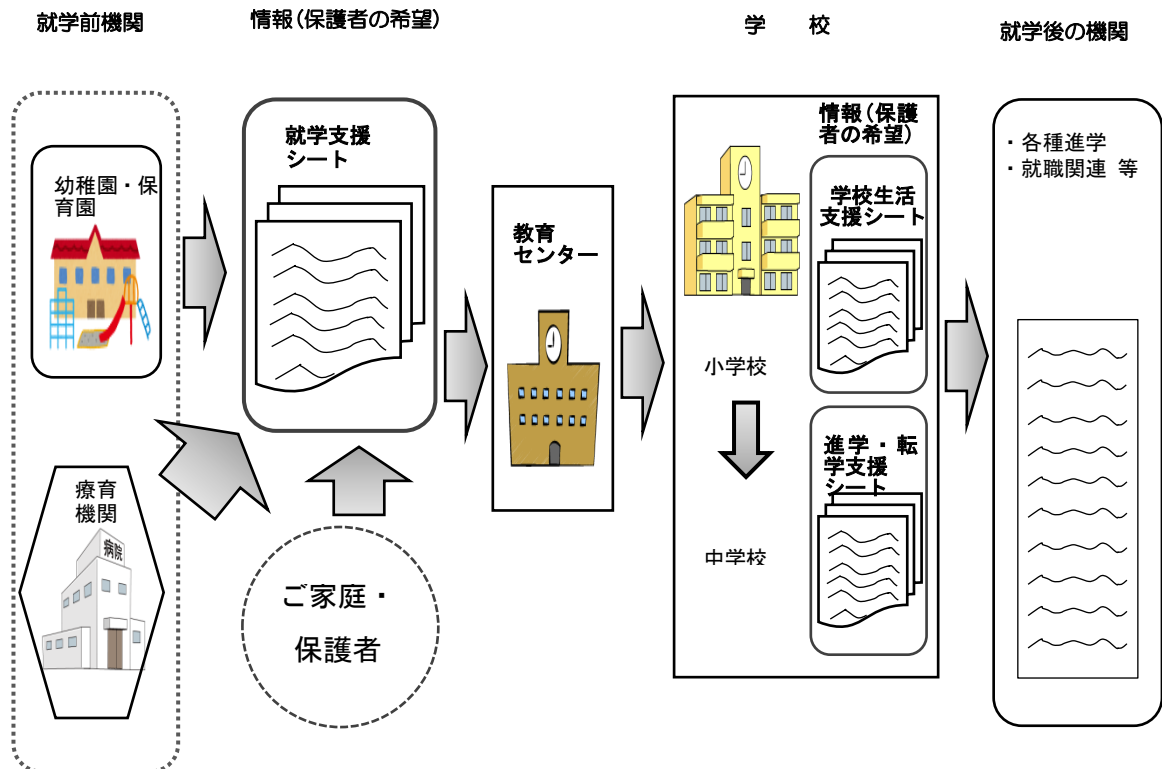 就学前機関
情報(保護者の希望)
学　校
就学後の機関
幼稚園・保
育園
療育
機関
病院
就学支援
シート
ご家庭・
保護者
教育
センター
小学校
中学校
情報(保護
者の希望)
学校生活
支援シート
進学・転
学支援
シート
・各種進学
・就職関連 等